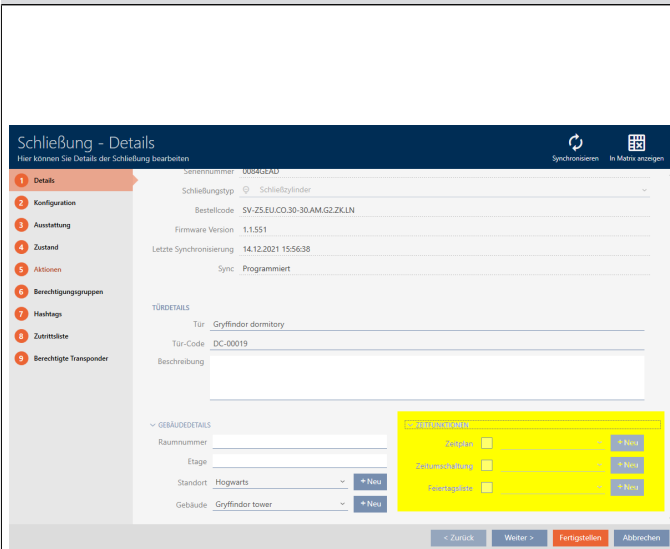 Schließung - Details
Hier können Sie Details der Schließung bearbeiten
Synchronisieren
In Matrix anzeigen
1 Details
2 Konfiguration
3 Ausstattung
4 Zustand
5 Aktionen
6 Berechtigungsgruppen
7 Hashtags
8 Zutrittsliste
9 Berechtigte Transponder
Seriennummer 0084GEAD
Schließungstyp Schließzylinder
Bestellcode SV-Z5.EU.CO.30-30.AM.G2.ZK.LN
Firmware Version 1.1.551
Letzte Synchronisierung 14.12.2021 15:56:38
Sync Programmiert
TÜRDETAILS
Tür Gryffindor dormitory
Tür-Code DC-00019
Beschreibung
GEBÄUDEDETAILS
Raumnummer
Etage
Standort Hogwarts + Neu
Gebäude Gryffindor tower + Neu
ZEITFUNKTIONEN
Zeitplan + Neu
Zeitumschaltung + Neu
Feiertagsliste + Neu
< Zurück
Weiter >
Fertigstellen
Abbrechen